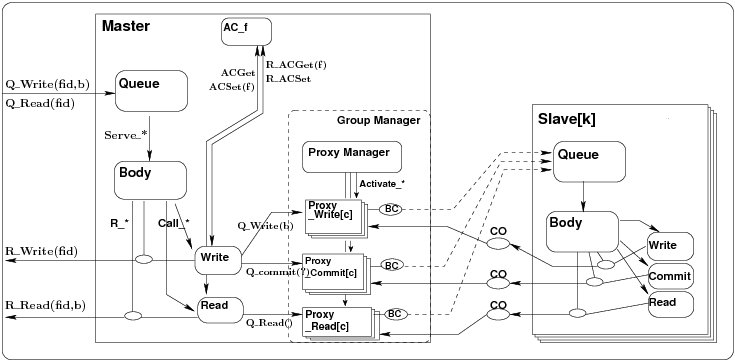 Master
AC_f
R_ACGet(f)
ACGet
R_ACSet
ACSet(f)
Q_Write(fid,b)
Queue
Q_Read(fid)
Group Manager
Slave[k]
Serve_*
Proxy Manager
Queue
Body
Activate_*
Proxy
_Write[c]
BC
R_*
Call_*
Q_Write(b)
Body
CO
R_Write(fid)
Write
Write
Proxy
_Commit[c]
BC
Q_commit(?)
CO
Commit
R_Read(fid,b)
Read
Read
Q_Read()
Proxy
_Read[c]
BC
CO